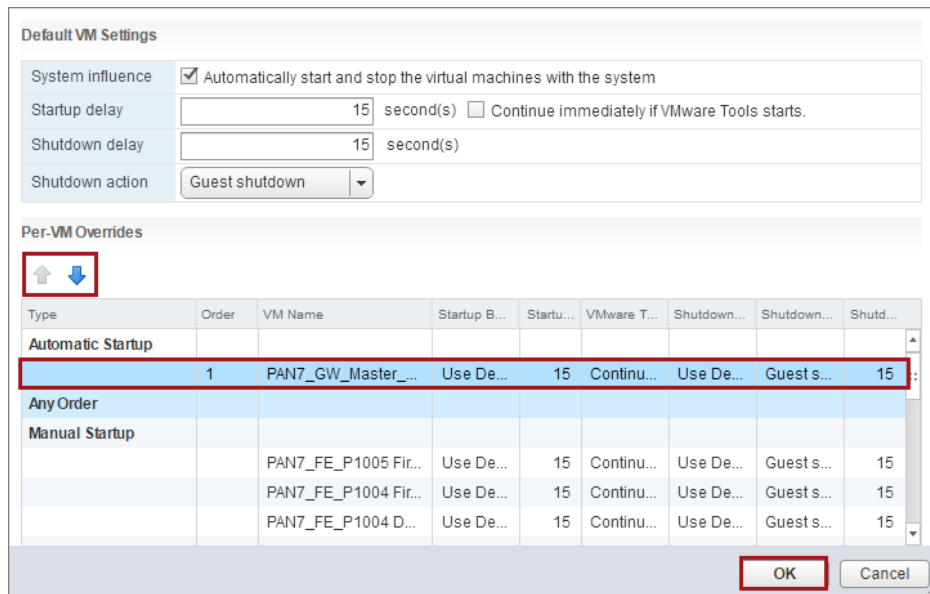 Default VM Settings
System influence Automatically start and stop the virtual machines with the system
Startup delay 15 second(s) Continue immediately if VMware Tools starts.
Shutdown delay 15 second(s)
Shutdown action Guest shutdown
Per-VM Overrides
Type Order VM Name Startup B... Startu... VMware T... Shutdown... Shutdown... Shutd...
Automatic Startup
1 PAN7_GW_Master_... Use De... 15 Continu... Use De... Guest s... 15
Any Order
Manual Startup
PAN7_FE_P1005 Fir... Use De... 15 Continu... Use De... Guest s... 15
PAN7_FE_P1004 Fir... Use De... 15 Continu... Use De... Guest s... 15
PAN7_FE_P1004 D... Use De... 15 Continu... Use De... Guest s... 15
OK Cancel